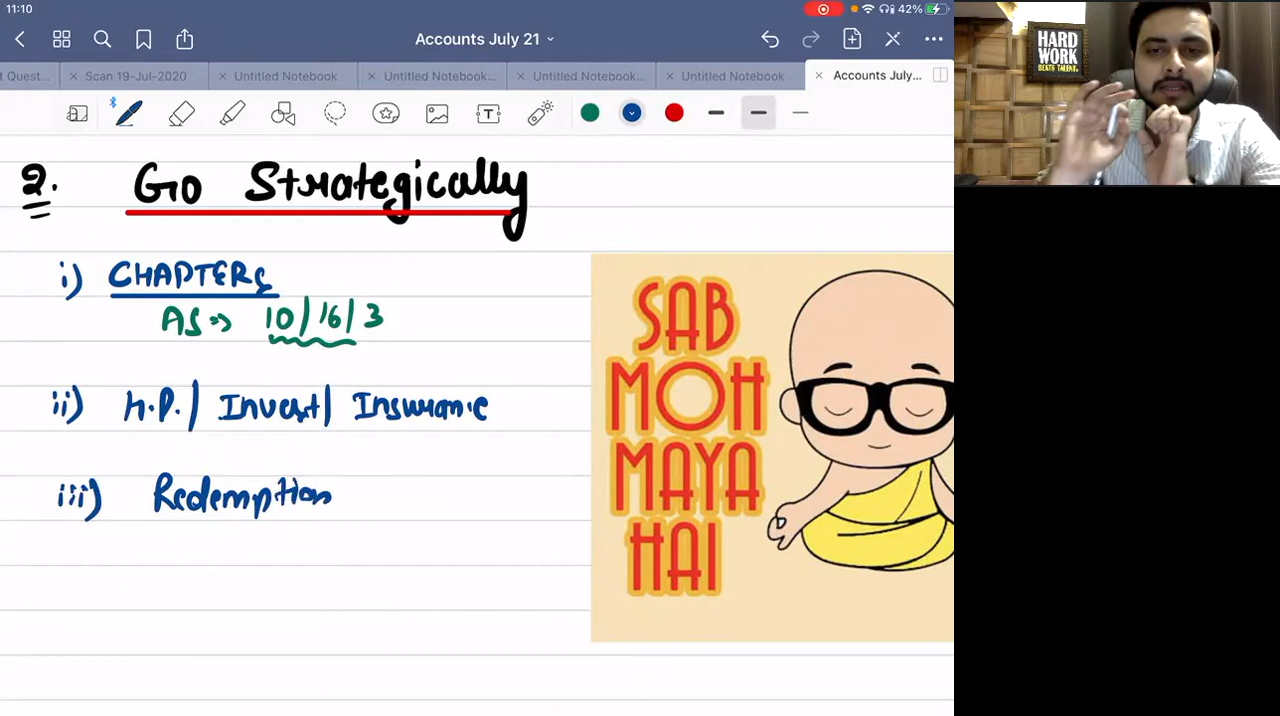 11:10
42%
Accounts July 21
t Quest...
Scan 19-Jul-2020
Untitled Notebook
Untitled Notebook...
Untitled Notebook...
Untitled Notebook
Accounts July...
T
HARD
WORK
BEATS TALENT.
2. Go Strategically
i) CHAPTERS
AS => 10/16/3
ii) H.P./ Invest/ Insurance
iii) Redemption
SAB
MOH
MAYA
HAI